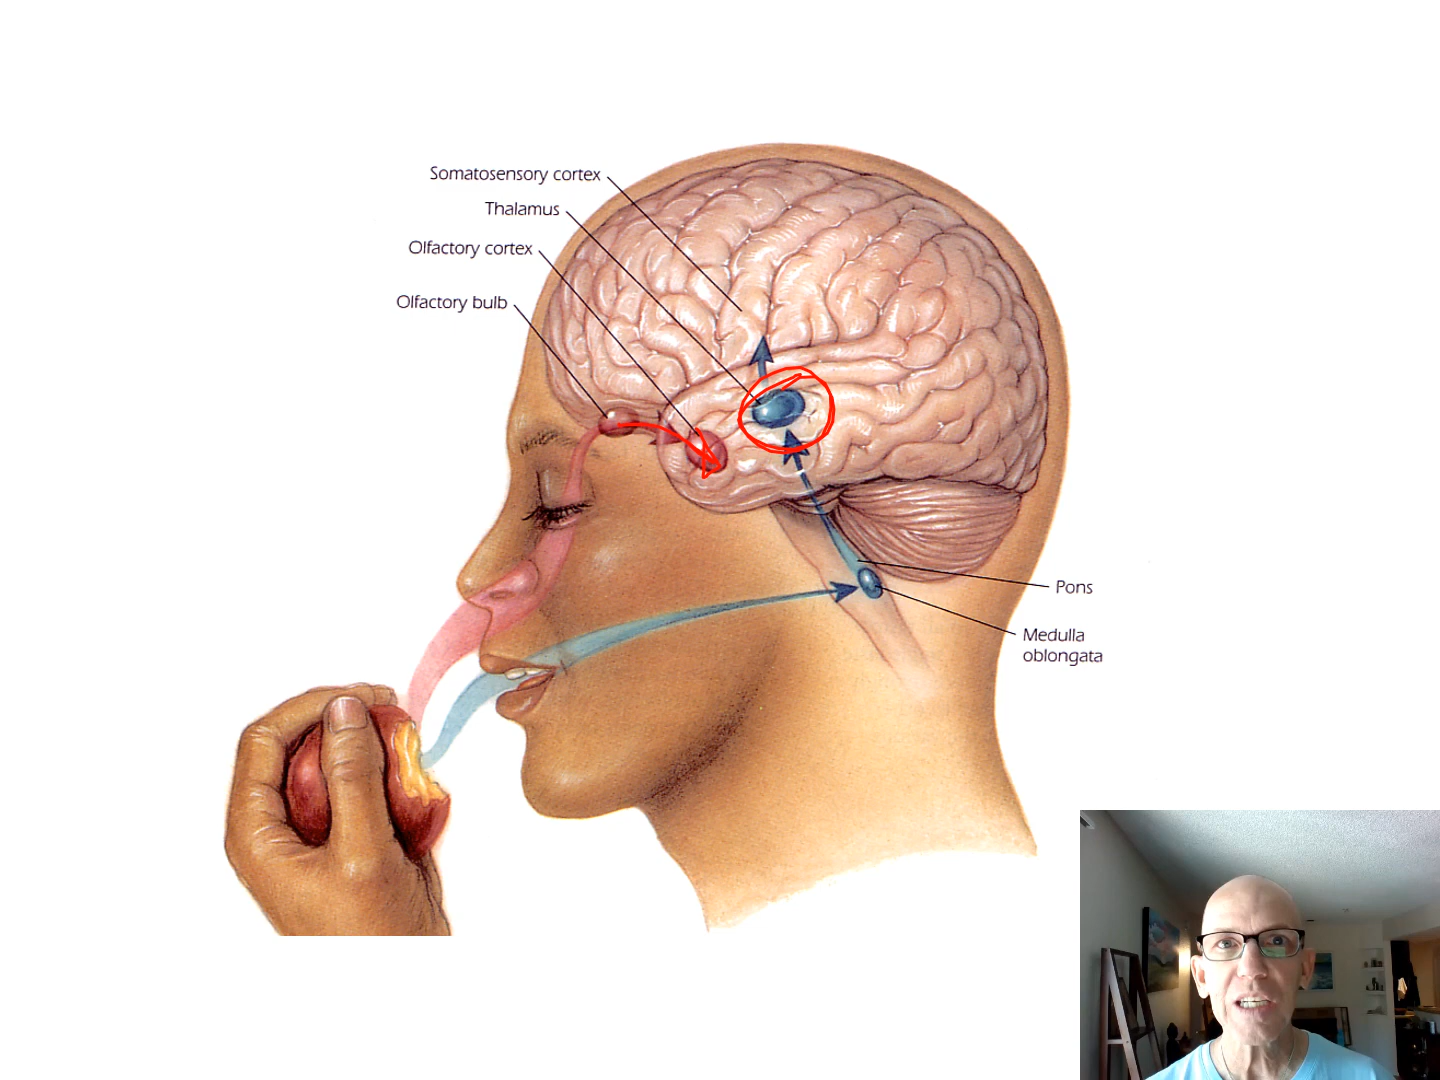 Somatosensory cortex
Thalamus
Olfactory cortex
Olfactory bulb
Pons
Medulla
oblongata